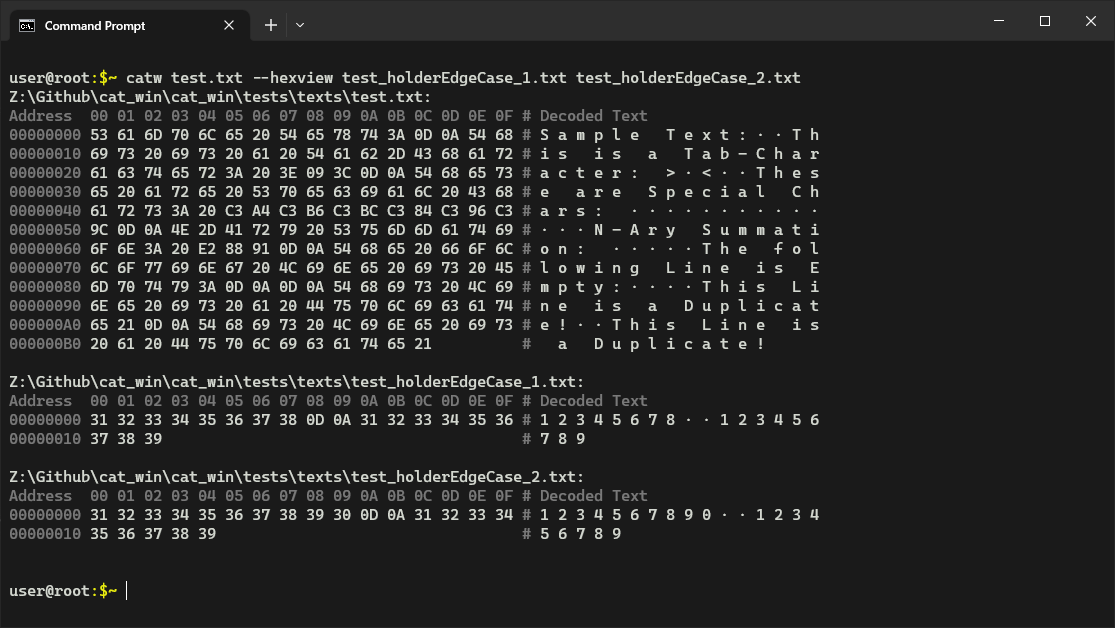 Command Prompt
user@root:$~ catw test.txt --hexview test_holderEdgeCase_1.txt test_holderEdgeCase_2.txt
Z:\Github\cat_win\cat_win\tests\texts\test.txt:
Address  00 01 02 03 04 05 06 07 08 09 0A 0B 0C 0D 0E 0F # Decoded Text
00000000 53 61 6D 70 6C 65 20 54 65 78 74 3A 0D 0A 54 68 # S a m p l e   T e x t : · · T h
00000010 69 73 20 69 73 20 61 20 54 61 62 2D 43 68 61 72 # i s   i s   a   T a b - C h a r
00000020 61 63 74 65 72 3A 20 3E 09 3C 0D 0A 54 68 65 73 # a c t e r :   > · < · · T h e s
00000030 65 20 61 72 65 20 53 70 65 63 69 61 6C 20 43 68 # e   a r e   S p e c i a l   C h
00000040 61 72 73 3A 20 C3 A4 C3 B6 C3 BC C3 84 C3 96 C3 # a r s :   · · · · · · · · · · ·
00000050 9C 0D 0A 4E 2D 41 72 79 20 53 75 6D 6D 61 74 69 # · · · N - A r y   S u m m a t i
00000060 6F 6E 3A 20 E2 88 91 0D 0A 54 68 65 20 66 6F 6C # o n :   · · · · · T h e   f o l
00000070 6C 6F 77 69 6E 67 20 4C 69 6E 65 20 69 73 20 45 # l o w i n g   L i n e   i s   E
00000080 6D 70 74 79 3A 0D 0A 0D 0A 54 68 69 73 20 4C 69 # m p t y : · · · · T h i s   L i
00000090 6E 65 20 69 73 20 61 20 44 75 70 6C 69 63 61 74 # n e   i s   a   D u p l i c a t
000000A0 65 21 0D 0A 54 68 69 73 20 4C 69 6E 65 20 69 73 # e ! · · T h i s   L i n e   i s
000000B0 20 61 20 44 75 70 6C 69 63 61 74 65 21          #   a   D u p l i c a t e !
Z:\Github\cat_win\cat_win\tests\texts\test_holderEdgeCase_1.txt:
Address  00 01 02 03 04 05 06 07 08 09 0A 0B 0C 0D 0E 0F # Decoded Text
00000000 31 32 33 34 35 36 37 38 0D 0A 31 32 33 34 35 36 # 1 2 3 4 5 6 7 8 · · 1 2 3 4 5 6
00000010 37 38 39                                        # 7 8 9
Z:\Github\cat_win\cat_win\tests\texts\test_holderEdgeCase_2.txt:
Address  00 01 02 03 04 05 06 07 08 09 0A 0B 0C 0D 0E 0F # Decoded Text
00000000 31 32 33 34 35 36 37 38 39 30 0D 0A 31 32 33 34 # 1 2 3 4 5 6 7 8 9 0 · · 1 2 3 4
00000010 35 36 37 38 39                                  # 5 6 7 8 9
user@root:$~